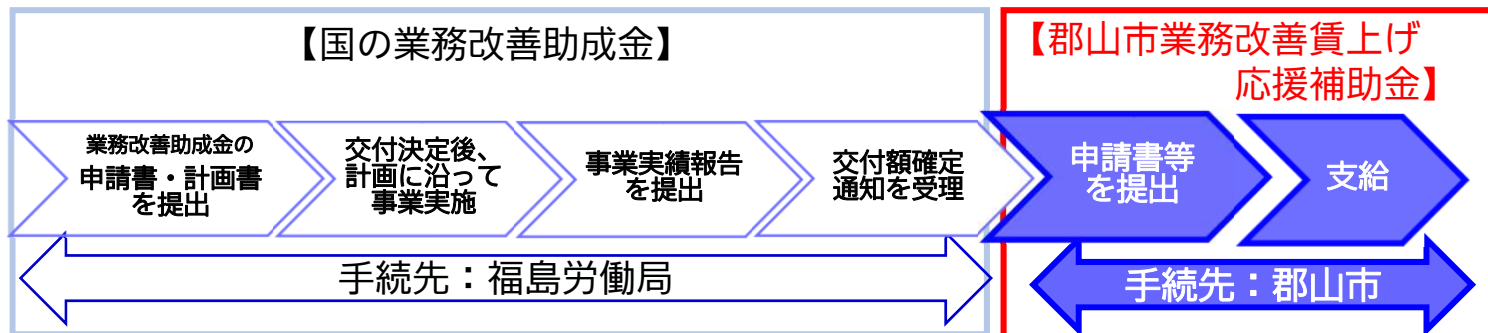 【国の業務改善助成金】
【郡山市業務改善賃上げ
応援補助金】
業務改善助成金の
申請書・計画書
を提出
交付決定後、
計画に沿って
事業実施
事業実績報告
を提出
交付額確定
通知を受理
申請書等
を提出
支給
手続先：福島労働局
手続先：郡山市